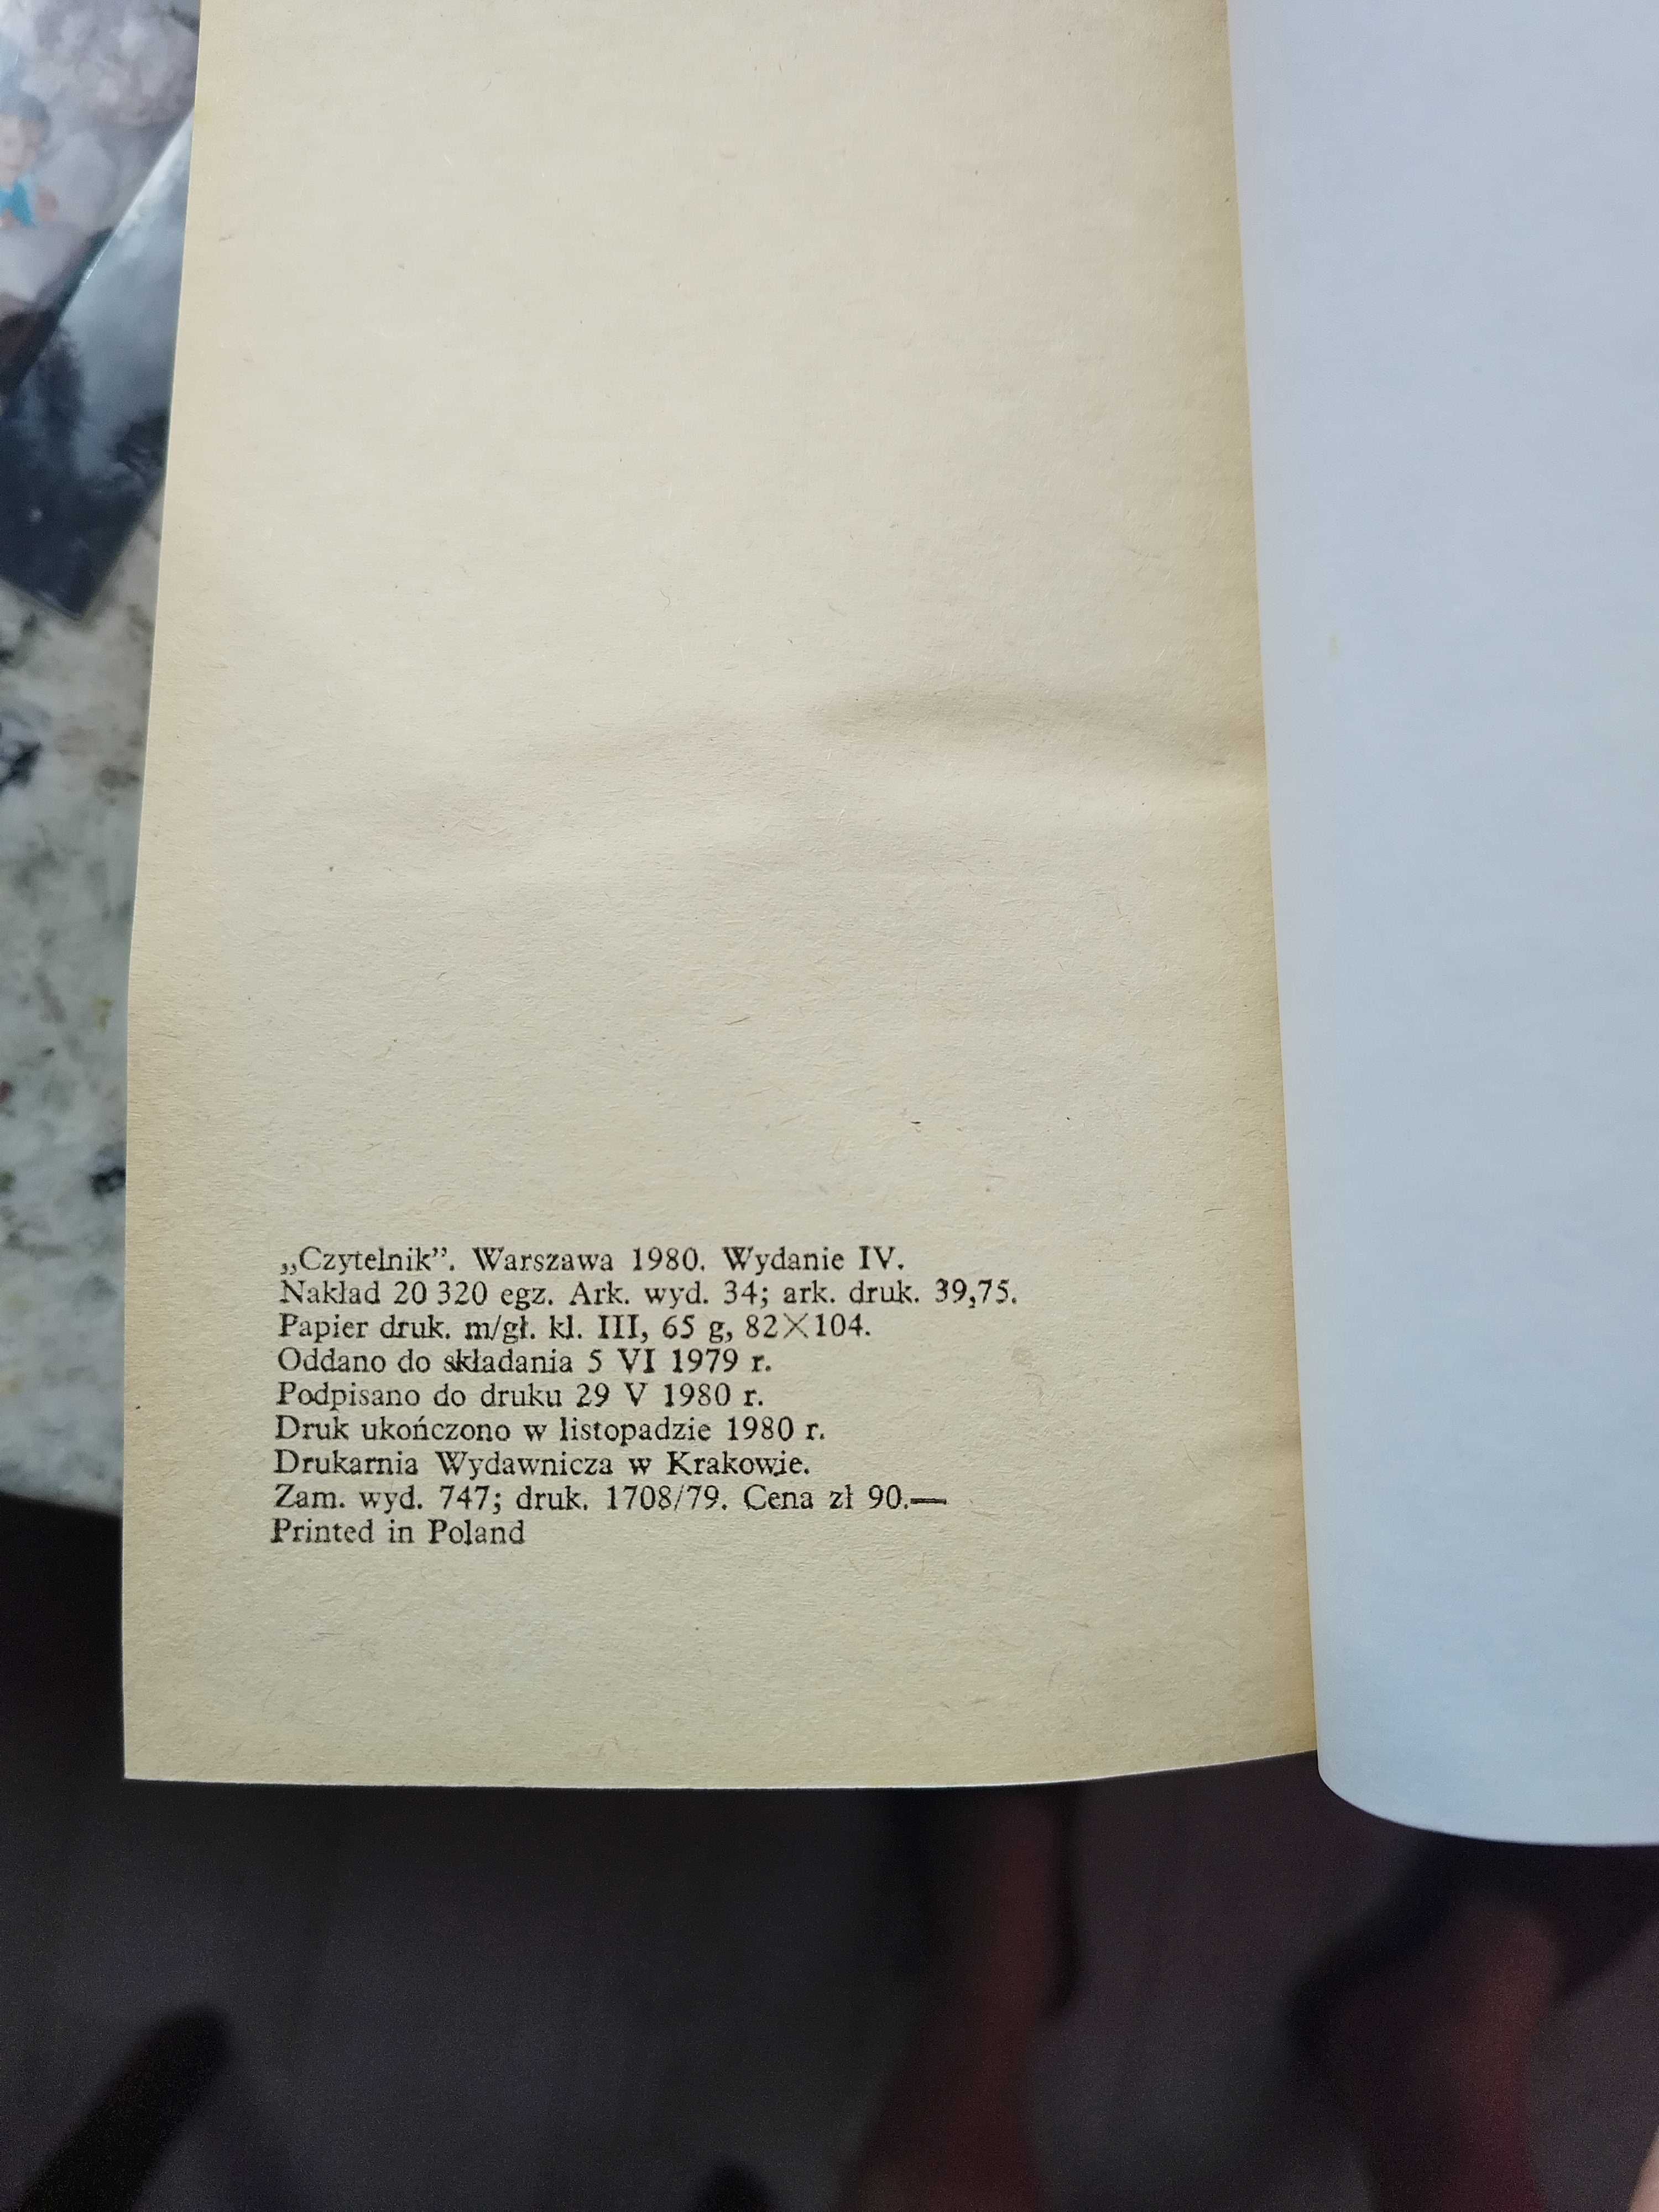 „Czytelnik”. Warszawa 1980. Wydanie IV.
Nakład 20 320 egz. Ark. wyd. 34; ark. druk. 39,75.
Papier druk. m/gł. kl. III, 65 g, 82×104.
Oddano do składania 5 VI 1979 r.
Podpisano do druku 29 V 1980 r.
Druk ukończono w listopadzie 1980 r.
Drukarnia Wydawnicza w Krakowie.
Zam. wyd. 747; druk. 1708/79. Cena zł 90.—
Printed in Poland